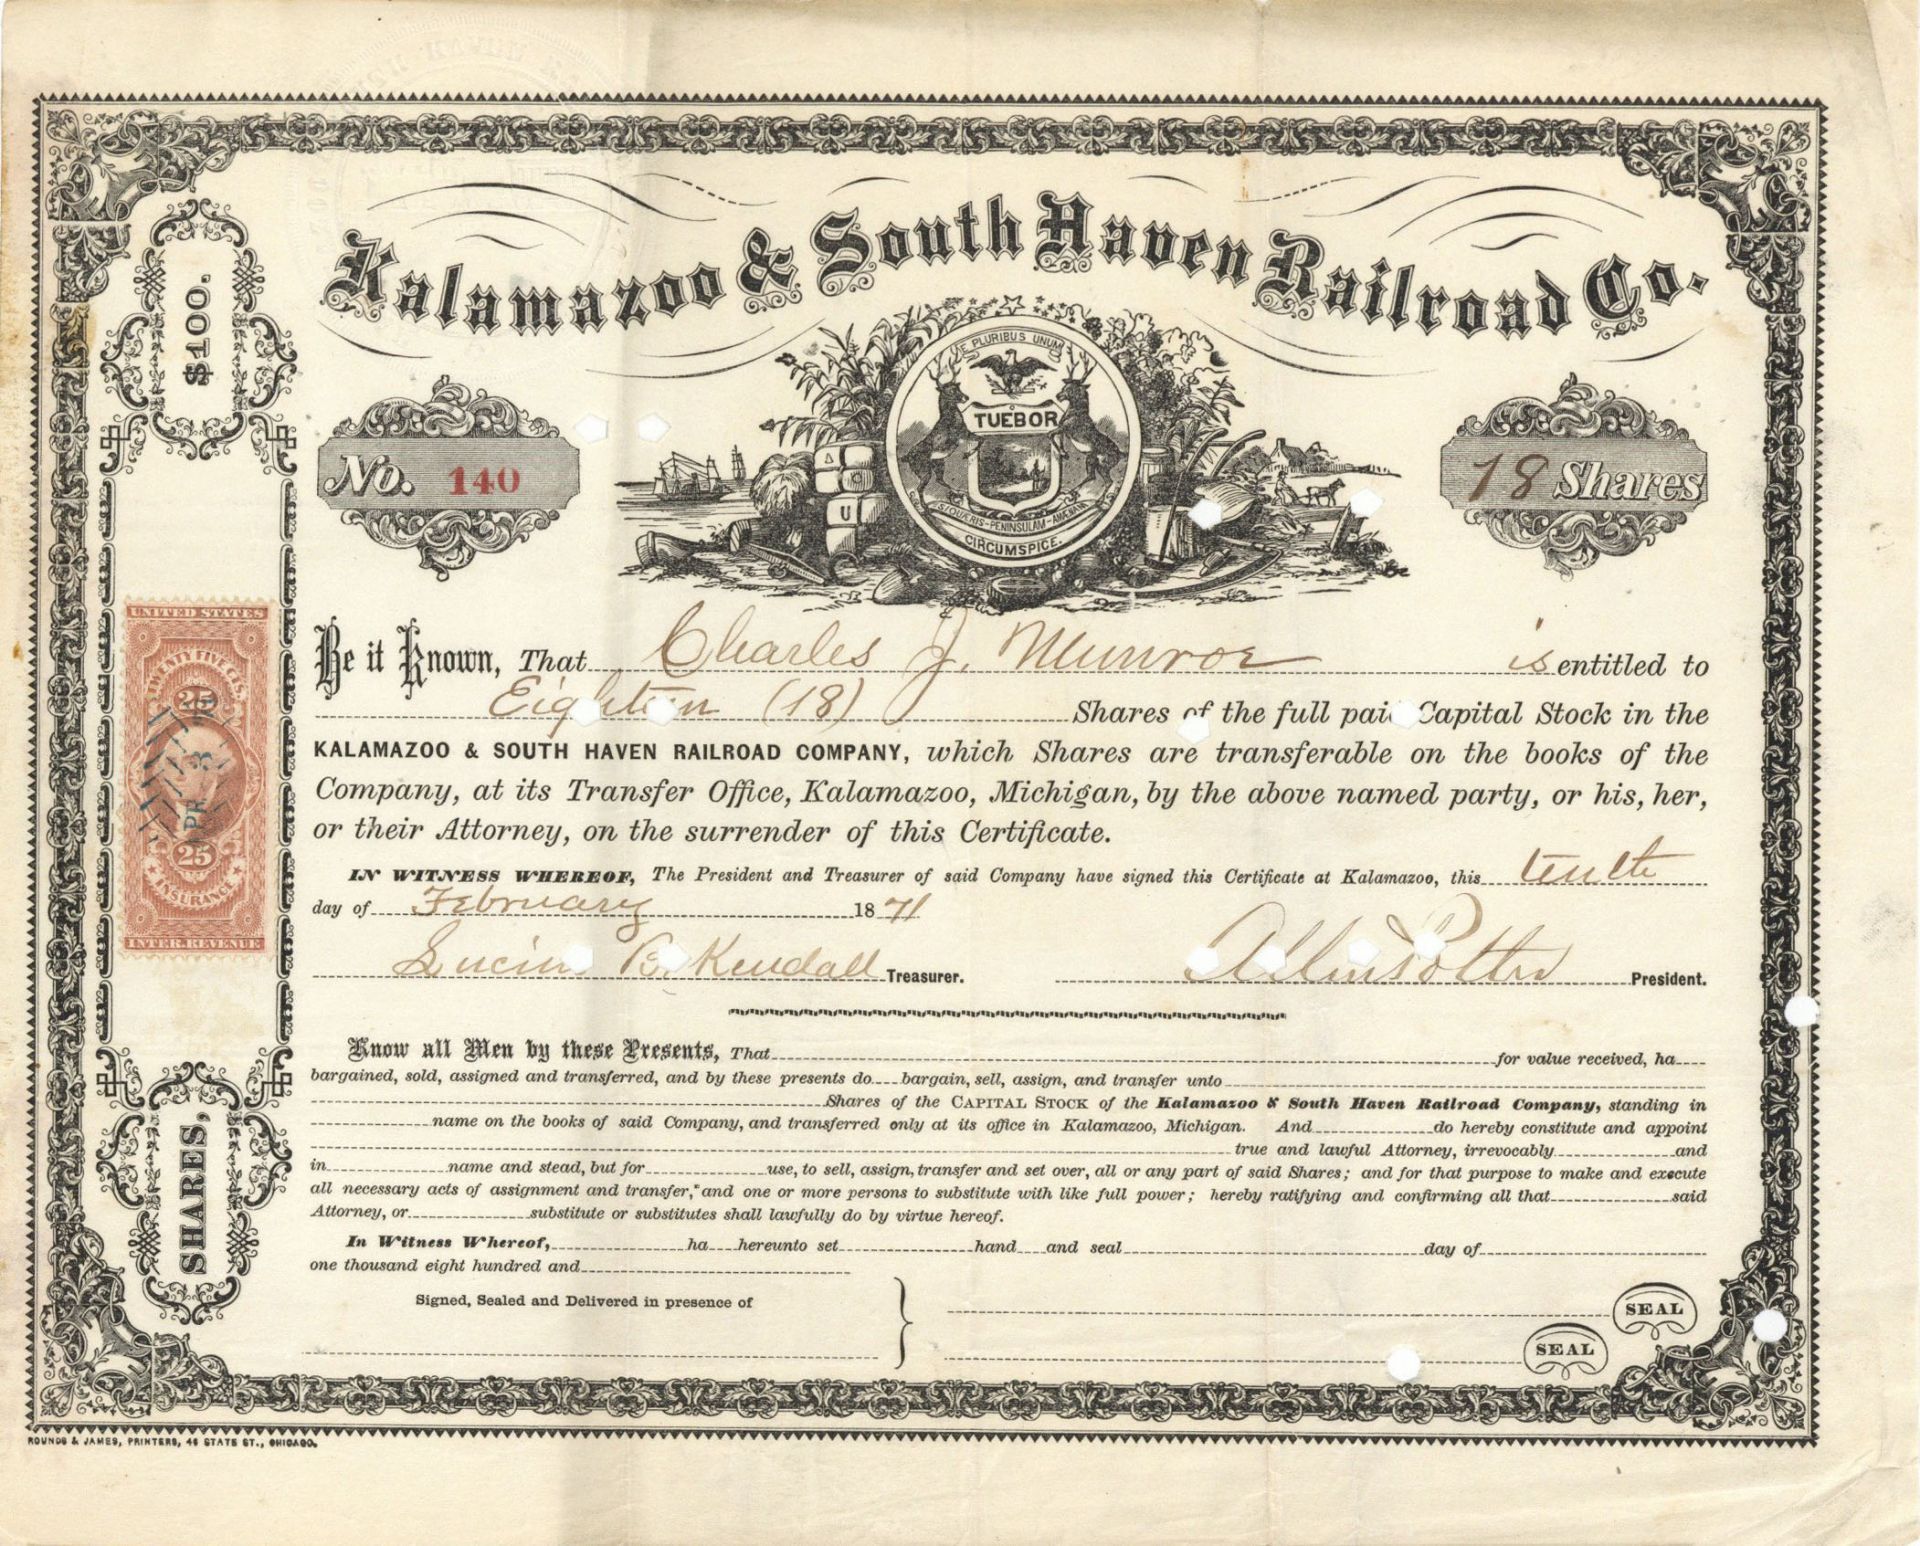 Kalamazoo & South Haven Railroad Co.
$100.
No. 140
E PLURIBUS UNUM
TUEBOR
CIRCUMSPICE.
U
18 Shares
Be it Known, That Charles J. Munroe is entitled to
Eighteen (18) Shares of the full paid Capital Stock in the
KALAMAZOO & SOUTH HAVEN RAILROAD COMPANY, which Shares are transferable on the books of the
Company, at its Transfer Office, Kalamazoo, Michigan, by the above named party, or his, her,
or their Attorney, on the surrender of this Certificate.
UNITED STATES
TWENTY FIVE CTS.
25
25
INSURANCE
INTER. REVENUE
IN WITNESS WHEREOF, The President and Treasurer of said Company have signed this Certificate at Kalamazoo, this tenth
day of February 1871
Lucius B. Kendall Treasurer. Allen Potter President.
Know all Men by these Presents, That for value received, ha
bargained, sold, assigned and transferred, and by these presents do bargain, sell, assign, and transfer unto
Shares of the CAPITAL STOCK of the Kalamazoo & South Haven Railroad Company, standing in
name on the books of said Company, and transferred only at its office in Kalamazoo, Michigan. And do hereby constitute and appoint
true and lawful Attorney, irrevocably and
in name and stead, but for use, to sell, assign, transfer and set over, all or any part of said Shares; and for that purpose to make and execute
all necessary acts of assignment and transfer, and one or more persons to substitute with like full power; hereby ratifying and confirming all that said
Attorney, or substitute or substitutes shall lawfully do by virtue hereof.
In Witness Whereof, ha hereunto set hand and seal day of
one thousand eight hundred and
SHARES,
Signed, Sealed and Delivered in presence of
SEAL
SEAL
ROUNDS & JAMES, PRINTERS, 46 STATE ST., CHICAGO.